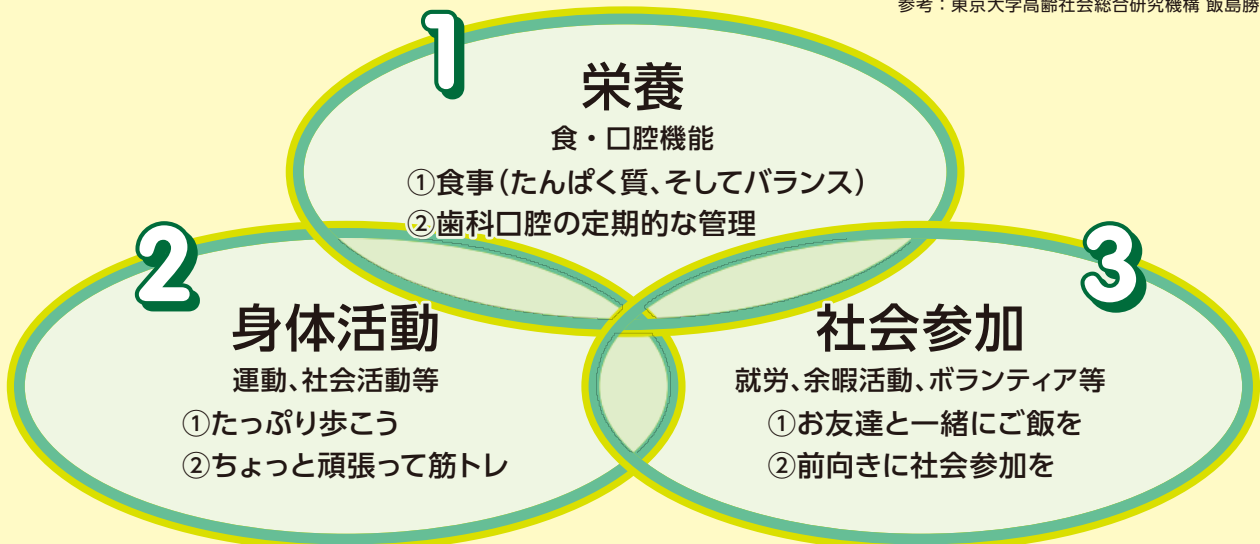 参考：東京大学高齢社会総合研究機構 飯島勝
1
栄養
食・口腔機能
①食事（たんぱく質、そしてバランス）
②歯科口腔の定期的な管理
2
身体活動
運動、社会活動等
①たっぷり歩こう
②ちょっと頑張って筋トレ
3
社会参加
就労、余暇活動、ボランティア等
①お友達と一緒にご飯を
②前向きに社会参加を